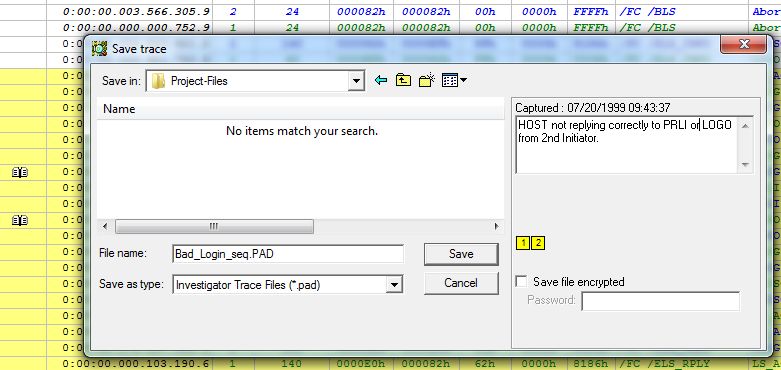 0:00:00.003.566.305.9 2 24 000082h 000082h 00h 0000h FFFFh /FC /BLS Abor
0:00:00.000.752.9 1 24 000082h 000082h 00h 0000h FFFFh /FC /BLS Abor
Save trace
Save in: Project-Files
Name
No items match your search.
Captured : 07/20/1999 09:43:37
HOST not replying correctly to PRLI or LOGO
from 2nd Initiator.
1 2
File name: Bad_Login_seq.PAD Save
Save as type: Investigator Trace Files (*.pad) Cancel
Save file encrypted
Password:
0:00:00.000.103.190.6 1 140 0000E0h 000082h 62h 0000h 8186h /FC /ELS_RPLY LS_A